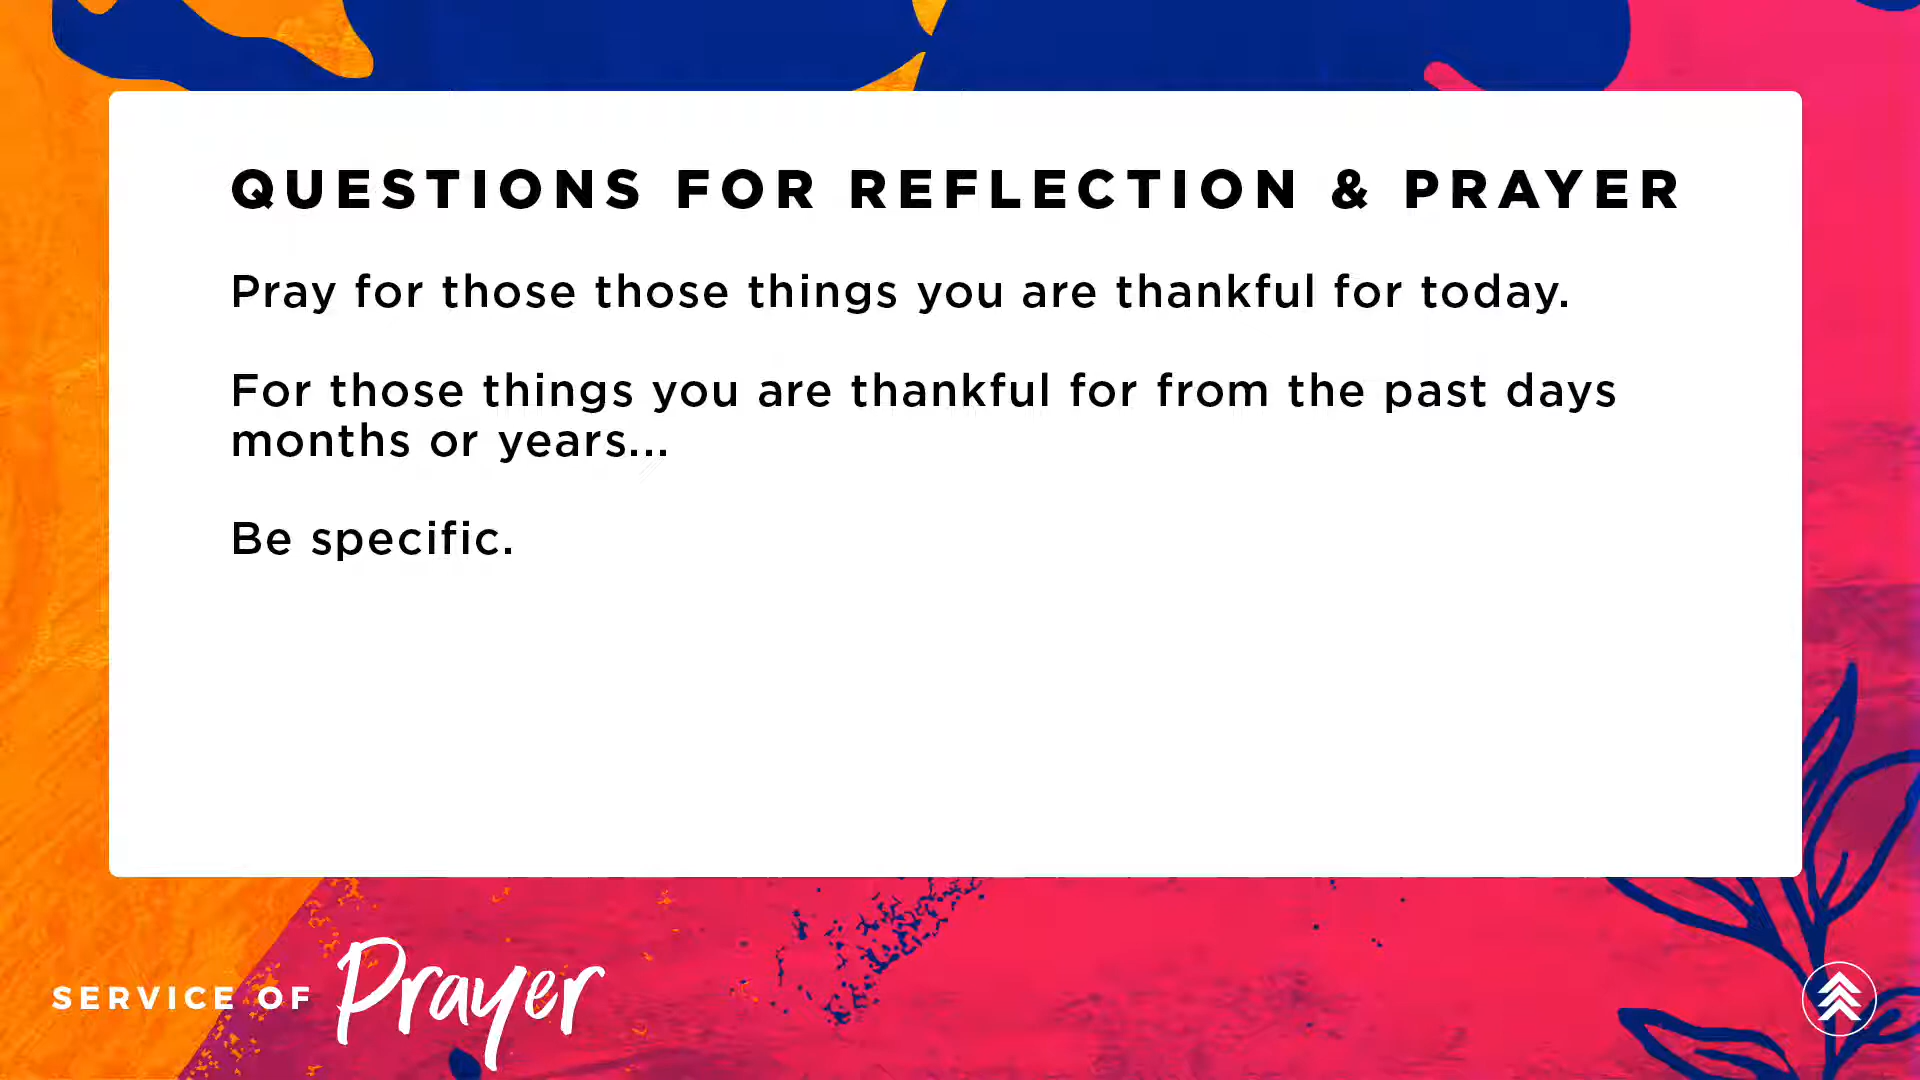 QUESTIONS FOR REFLECTION & PRAYER
Pray for those those things you are thankful for today.
For those things you are thankful for from the past days
months or years...
Be specific.
SERVICE OF Prayer